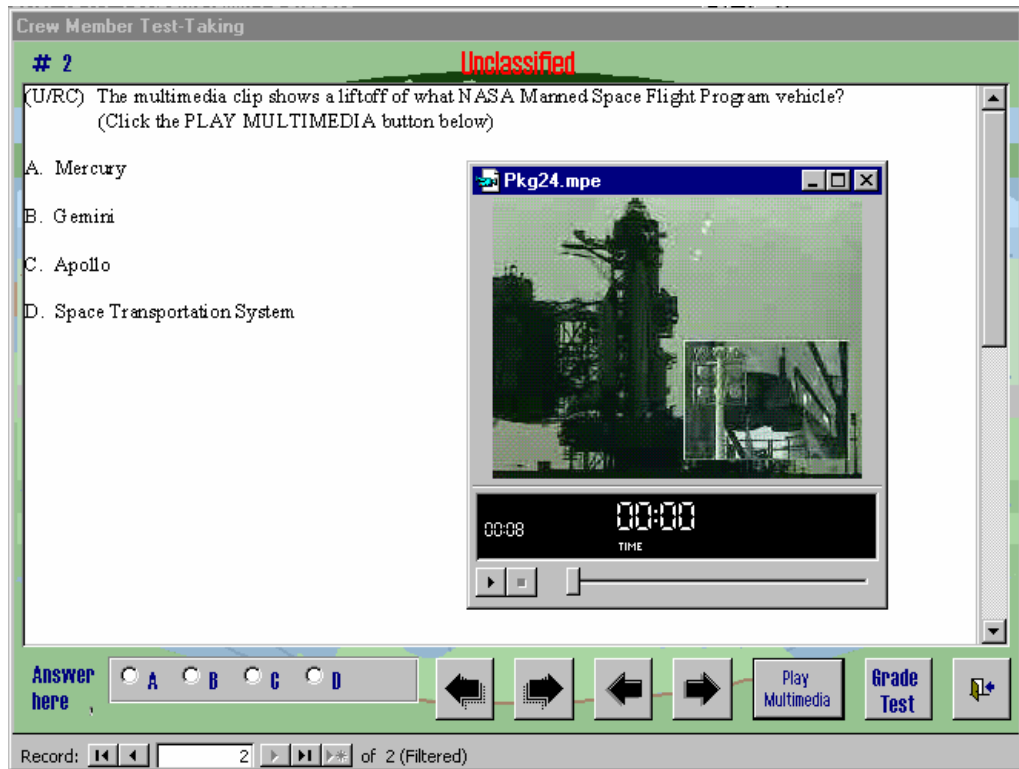 Crew Member Test-Taking
# 2
Unclassified
(U/RC) The multimedia clip shows a liftoff of what NASA Manned Space Flight Program vehicle?
(Click the PLAY MULTIMEDIA button below)
A. Mercury
B. Gemini
C. Apollo
D. Space Transportation System
Pkg24.mpe
00:08
00:00
TIME
Answer here
A B C D
Play Multimedia
Grade Test
Record: 2 of 2 (Filtered)